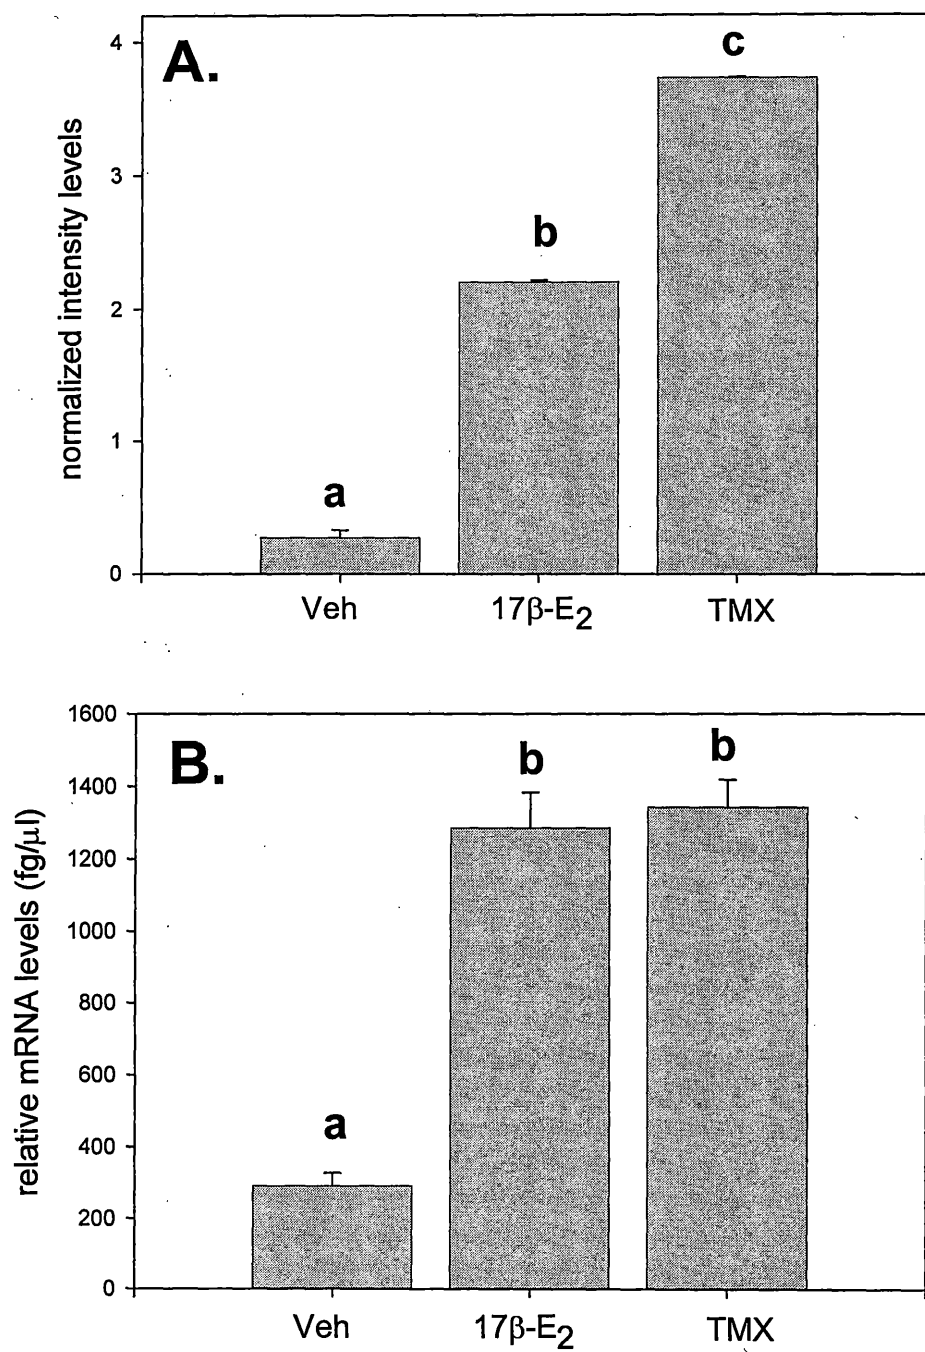 A.
normalized intensity levels
4
3
2
1
0
a
b
c
Veh
17β-E2
TMX
B.
relative mRNA levels (fg/μl)
1600
1400
1200
1000
800
600
400
200
0
a
b
b
Veh
17β-E2
TMX